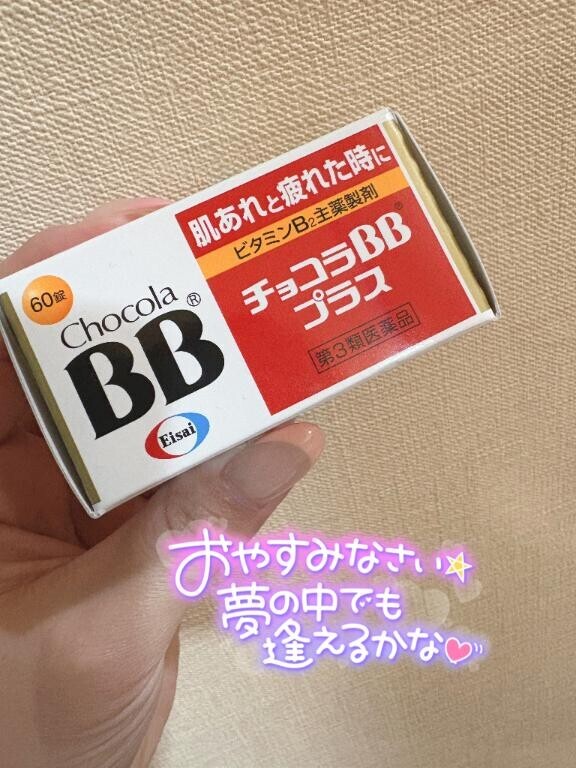 肌あれと疲れた時に
ビタミンB₂主薬製剤
チョコラBB®
プラス
第3類医薬品
60錠
Chocola
BB®
Eisai
おやすみなさい
夢の中でも
逢えるかな